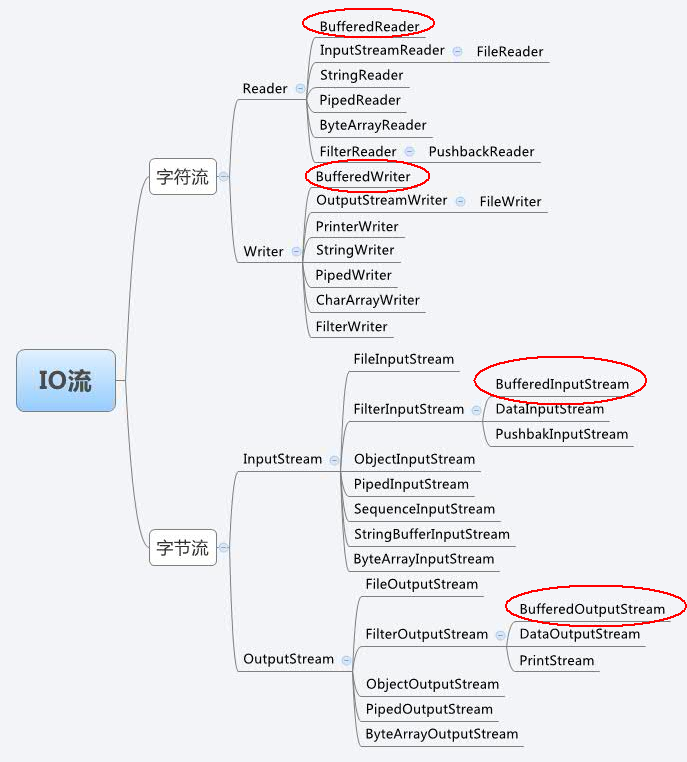 BufferedReader
InputStreamReader FileReader
StringReader
Reader
PipedReader
ByteArrayReader
FilterReader PushbackReader
字符流
BufferedWriter
OutputStreamWriter FileWriter
PrinterWriter
Writer
StringWriter
PipedWriter
CharArrayWriter
FilterWriter
IO流
FileInputStream
BufferedInputStream
FilterInputStream DataInputStream
PushbakInputStream
InputStream
ObjectInputStream
PipedInputStream
SequenceInputStream
StringBufferInputStream
字节流
ByteArrayInputStream
FileOutputStream
BufferedOutputStream
FilterOutputStream DataOutputStream
PrintStream
OutputStream
ObjectOutputStream
PipedOutputStream
ByteArrayOutputStream